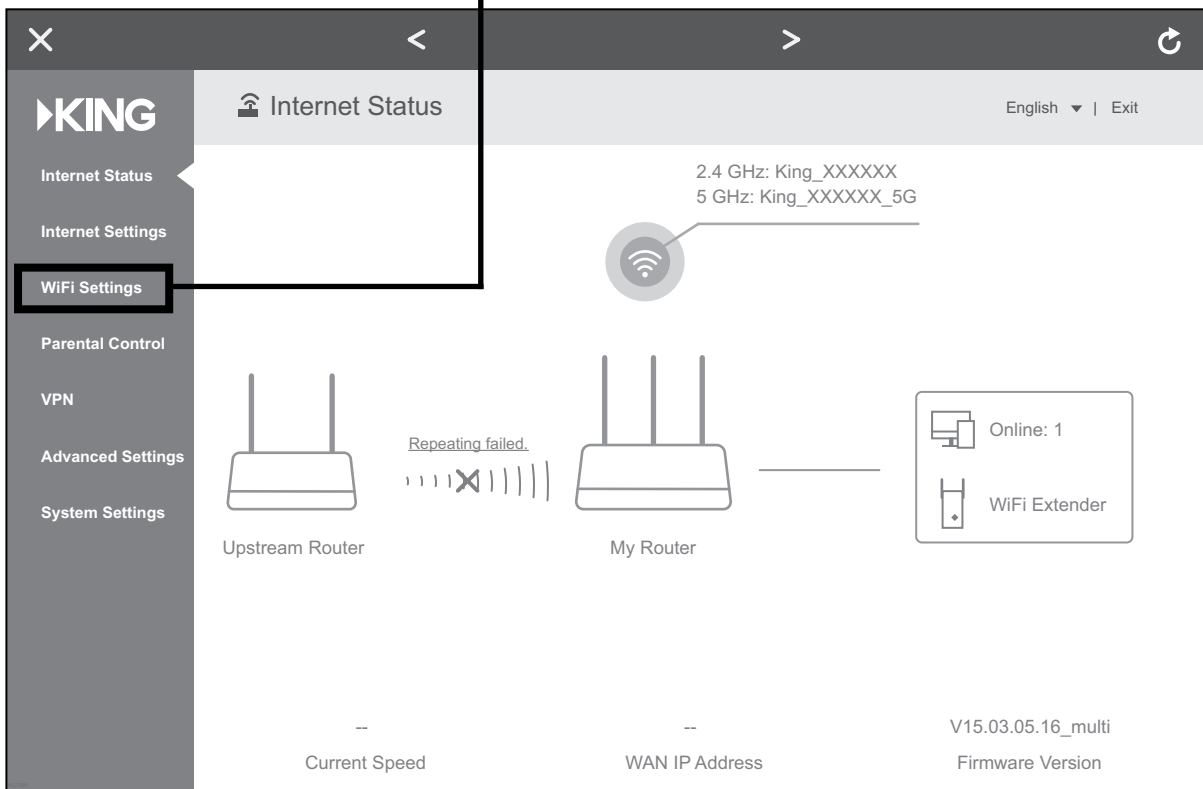 KING
Internet Status
English | Exit
Internet Status
Internet Settings
WiFi Settings
Parental Control
VPN
Advanced Settings
System Settings
2.4 GHz: King_XXXXXX
5 GHz: King_XXXXXX_5G
Repeating failed.
Upstream Router
My Router
Online: 1
WiFi Extender
--
Current Speed
--
WAN IP Address
V15.03.05.16_multi
Firmware Version